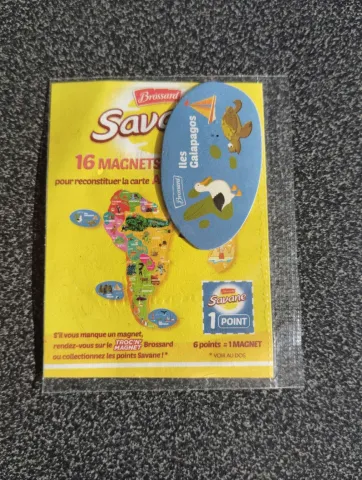 Brossard
Sava
16 MAGNETS
pour reconstituer la carte A
Iles
Galapagos
Brossard
Savane
1 POINT
S'il vous manque un magnet,
rendez-vous sur le TROC'N' MAGNET Brossard
ou collectionnez les points Savane ! *
6 points = 1 MAGNET
* VOIR AU DOS